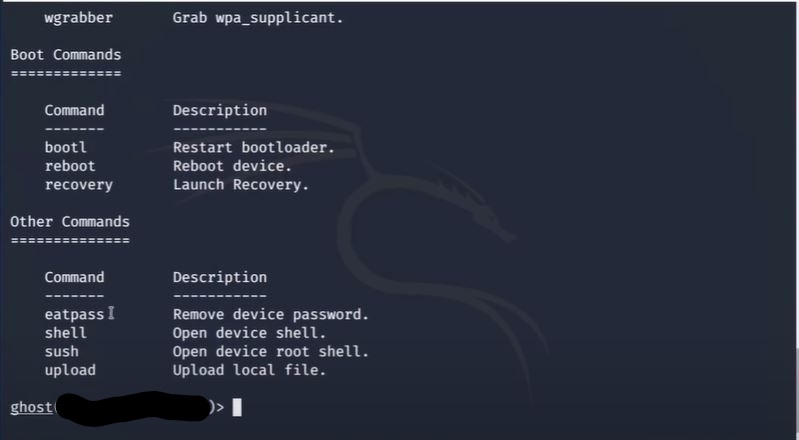 wgrabber Grab wpa_supplicant.
Boot Commands
=============
Command Description
------- -----------
bootl Restart bootloader.
reboot Reboot device.
recovery Launch Recovery.
Other Commands
==============
Command Description
------- -----------
eatpass Remove device password.
shell Open device shell.
sush Open device root shell.
upload Upload local file.
ghost( )>